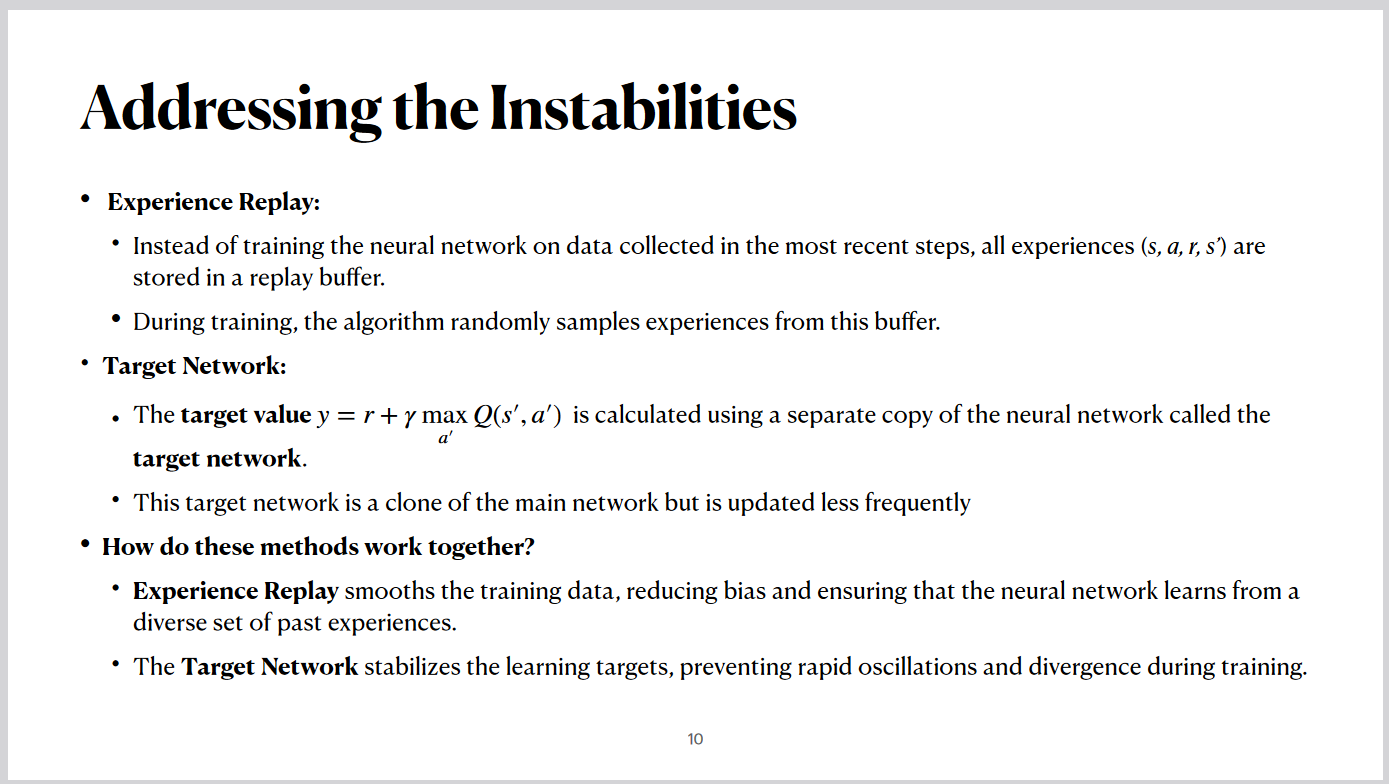 Addressing the Instabilities
• Experience Replay:
• Instead of training the neural network on data collected in the most recent steps, all experiences (s, a, r, s’) are
stored in a replay buffer.
• During training, the algorithm randomly samples experiences from this buffer.
• Target Network:
• The target value y = r + γ max Q(s′, a′) is calculated using a separate copy of the neural network called the
a′
target network.
• This target network is a clone of the main network but is updated less frequently
• How do these methods work together?
• Experience Replay smooths the training data, reducing bias and ensuring that the neural network learns from a
diverse set of past experiences.
• The Target Network stabilizes the learning targets, preventing rapid oscillations and divergence during training.
10